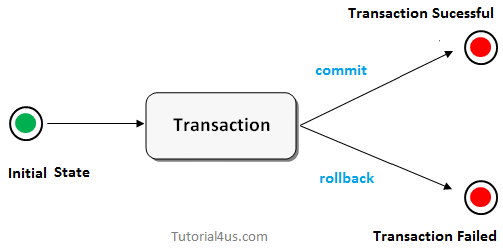 Transaction Sucessful
commit
Transaction
Initial State
rollback
Tutorial4us.com
Transaction Failed